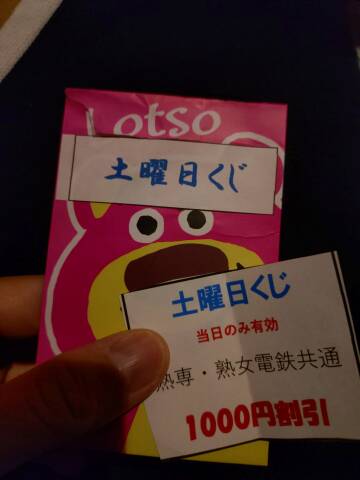 Lotso
土曜日くじ
土曜日くじ
当日のみ有効
熟専・熟女電鉄共通
1000円割引